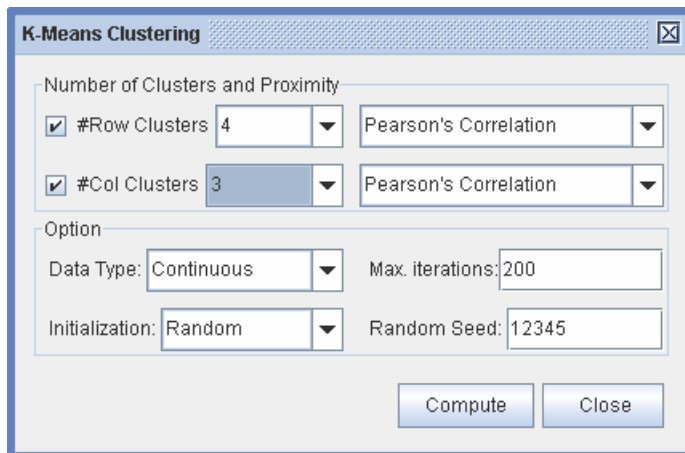 K-Means Clustering
Number of Clusters and Proximity
#Row Clusters 4 Pearson's Correlation
#Col Clusters 3 Pearson's Correlation
Option
Data Type: Continuous Max. iterations: 200
Initialization: Random Random Seed: 12345
Compute Close